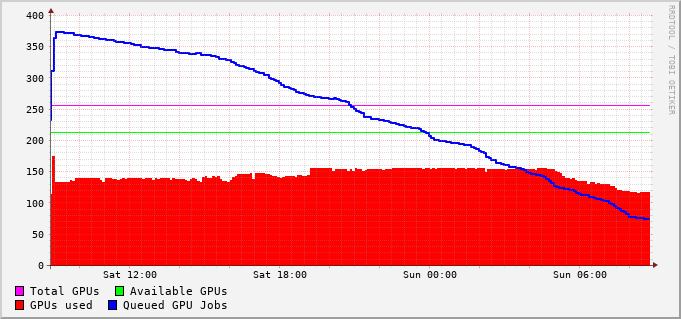 400
350
300
250
200
150
100
50
0
Sat 12:00 Sat 18:00 Sun 00:00 Sun 06:00
Total GPUs Available GPUs
GPUs used Queued GPU Jobs
RRDTOOL / TOBI OETIKER